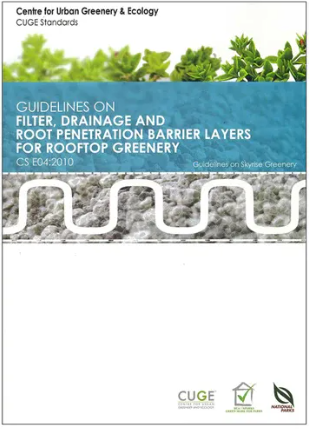 Centre for Urban Greenery & Ecology
CUGE Standards
GUIDELINES ON
FILTER, DRAINAGE AND
ROOT PENETRATION BARRIER LAYERS
FOR ROOFTOP GREENERY
CS E04:2010
Guidelines on Skyrise Greenery
CUGE
NATIONAL
PARKS